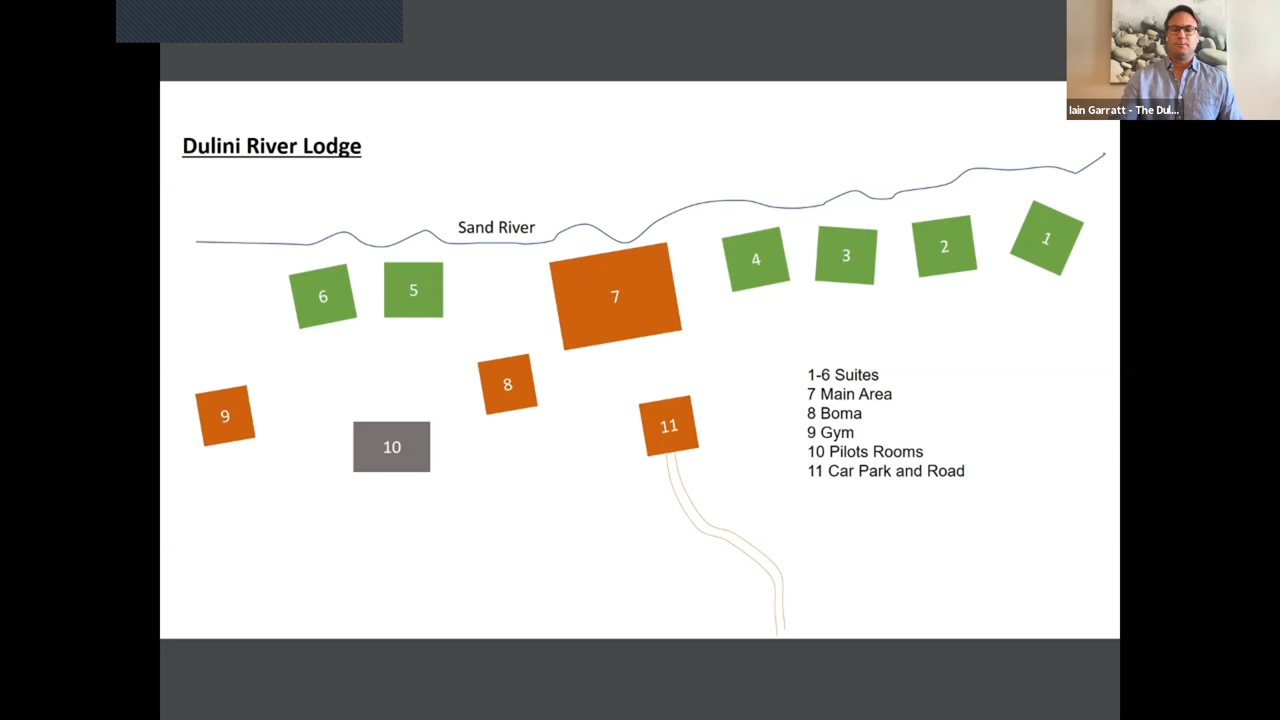 Iain Garratt - The Dul...
Dulini River Lodge
Sand River
1
2
3
4
5
6
7
8
9
10
11
1-6 Suites
7 Main Area
8 Boma
9 Gym
10 Pilots Rooms
11 Car Park and Road